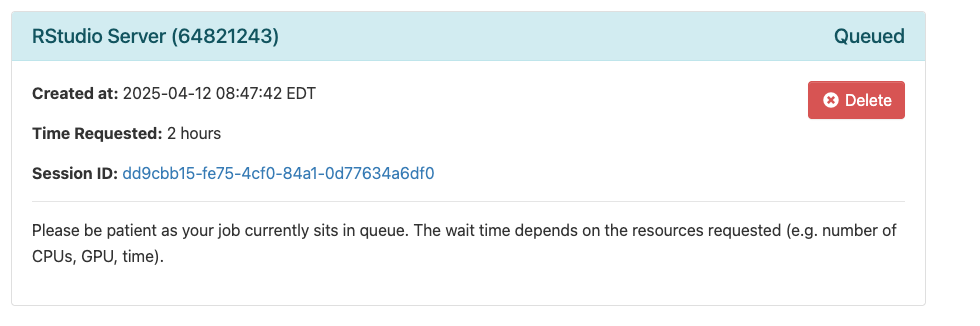 RStudio Server (64821243) Queued
Created at: 2025-04-12 08:47:42 EDT
Delete
Time Requested: 2 hours
Session ID: dd9cbb15-fe75-4cf0-84a1-0d77634a6df0
Please be patient as your job currently sits in queue. The wait time depends on the resources requested (e.g. number of
CPUs, GPU, time).